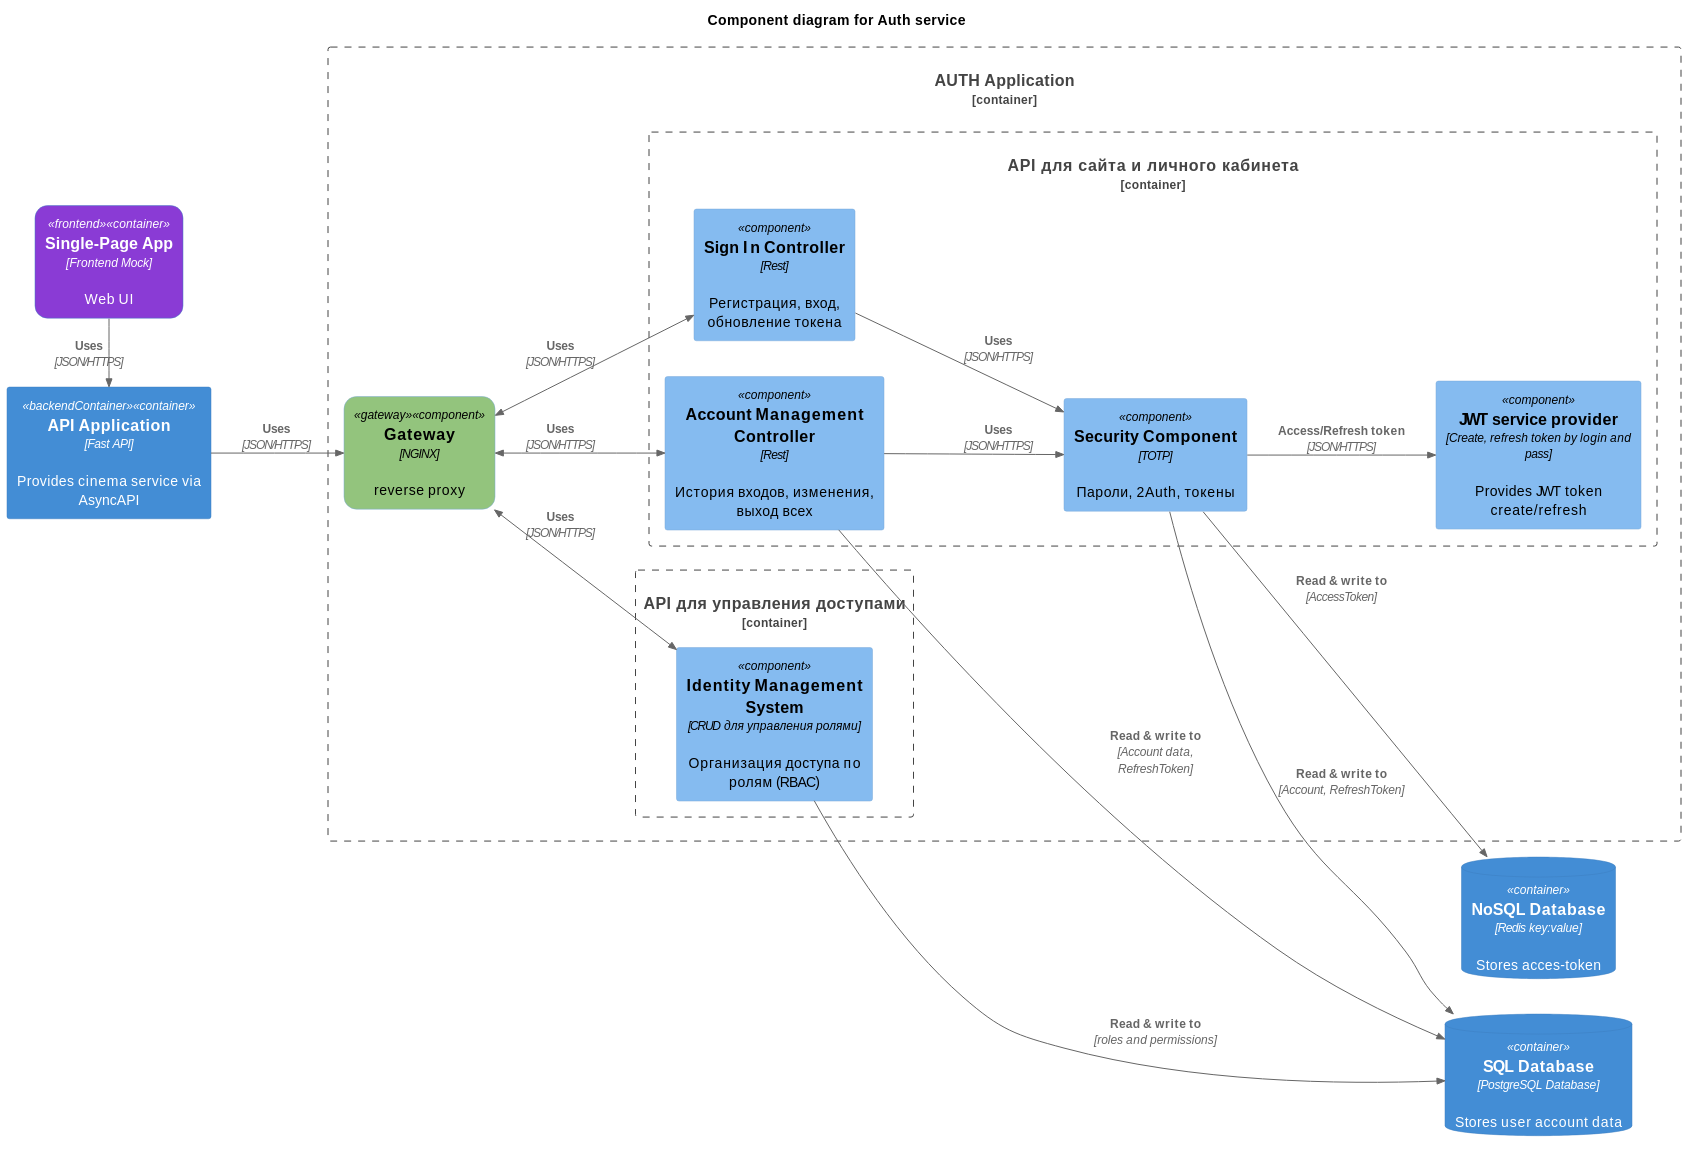 Component diagram for Auth service
AUTH Application
[container]
API для сайта и личного кабинета
[container]
«frontend»«container»
Single-Page App
[Frontend Mock]
Web UI
Uses
[JSON/HTTPS]
«backendContainer»«container»
API Application
[Fast API]
Provides cinema service via
AsyncAPI
Uses
[JSON/HTTPS]
«gateway»«component»
Gateway
[NGINX]
reverse proxy
Uses
[JSON/HTTPS]
Uses
[JSON/HTTPS]
Uses
[JSON/HTTPS]
«component»
Sign In Controller
[Rest]
Регистрация, вход,
обновление токена
«component»
Account Management
Controller
[Rest]
История входов, изменения,
выход всех
Uses
[JSON/HTTPS]
Uses
[JSON/HTTPS]
«component»
Security Component
[TOTP]
Пароли, 2Auth, токены
Access/Refresh token
[JSON/HTTPS]
«component»
JWT service provider
[Create, refresh token by login and
pass]
Provides JWT token
create/refresh
API для управления доступами
[container]
«component»
Identity Management
System
[CRUD для управления ролями]
Организация доступа по
ролям (RBAC)
Read & write to
[AccessToken]
Read & write to
[Account data,
RefreshToken]
Read & write to
[Account, RefreshToken]
«container»
NoSQL Database
[Redis key:value]
Stores acces-token
Read & write to
[roles and permissions]
«container»
SQL Database
[PostgreSQL Database]
Stores user account data